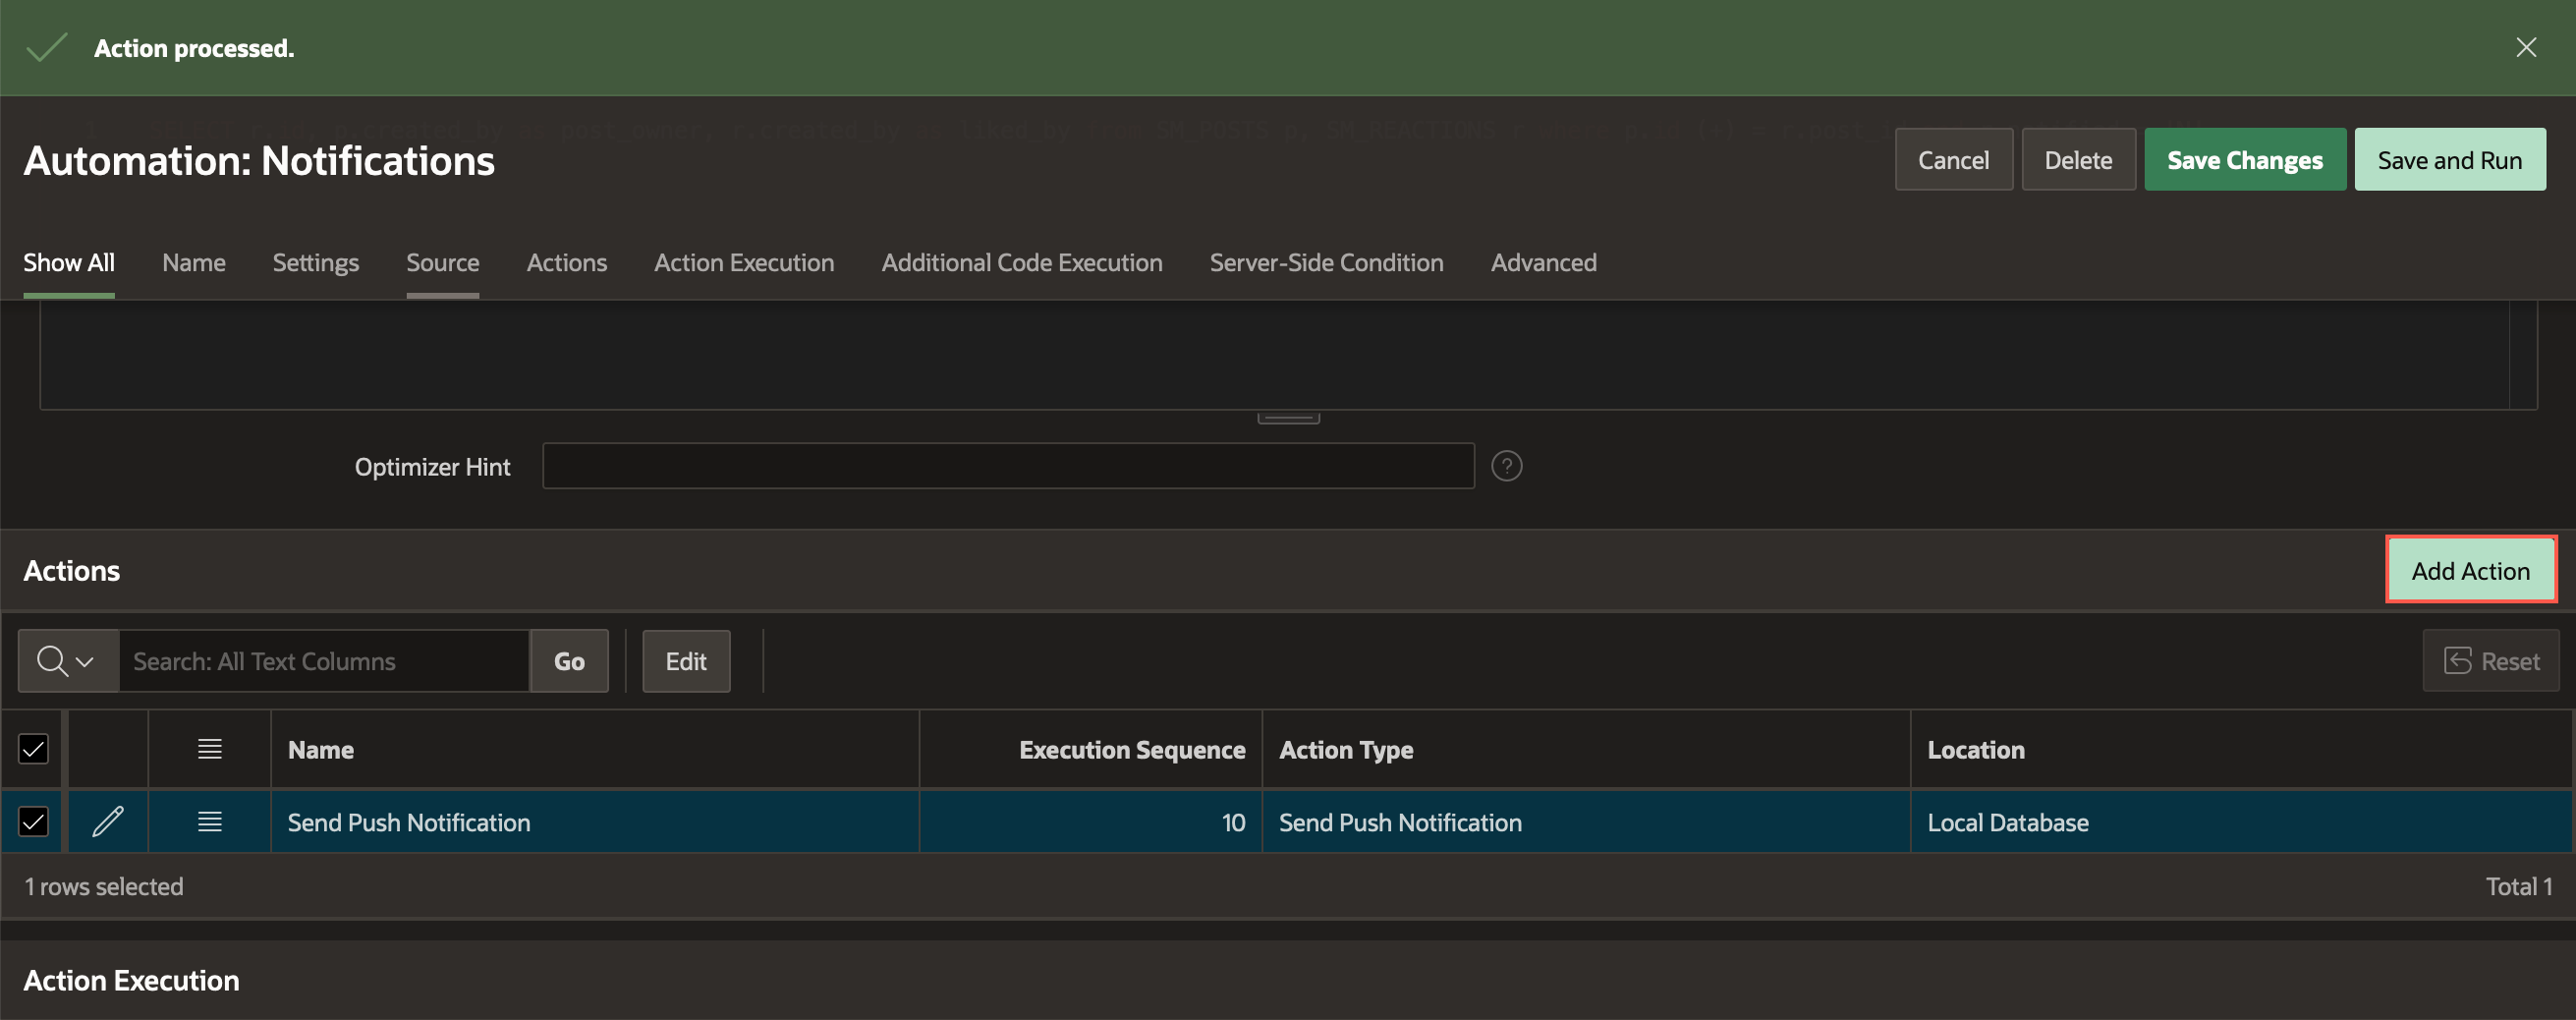 Action processed.
Automation: Notifications
Cancel
Delete
Save Changes
Save and Run
Show All
Name
Settings
Source
Actions
Action Execution
Additional Code Execution
Server-Side Condition
Advanced
Optimizer Hint
?
Actions
Add Action
Search: All Text Columns
Go
Edit
Reset
Name
Execution Sequence
Action Type
Location
Send Push Notification
10
Send Push Notification
Local Database
1 rows selected
Total 1
Action Execution